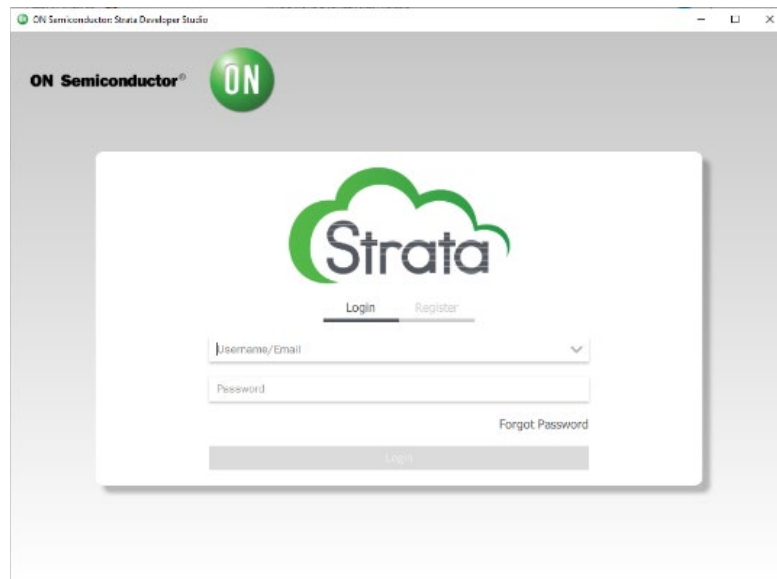 ON Semiconductor: Strata Developer Studio
ON Semiconductor®
ON
Strata
Login Register
Username/Email
Password
Forgot Password
Login